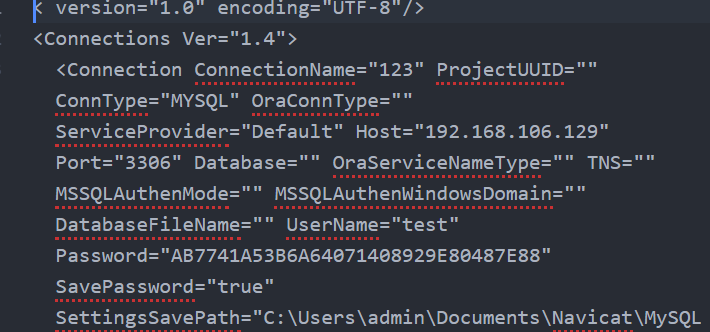 < version="1.0" encoding="UTF-8"/>
<Connections Ver="1.4">
<Connection ConnectionName="123" ProjectUUID=""
ConnType="MYSQL" OraConnType=""
ServiceProvider="Default" Host="192.168.106.129"
Port="3306" Database="" OraServiceNameType="" TNS=""
MSSQLAuthenMode="" MSSQLAuthenWindowsDomain=""
DatabaseFileName="" UserName="test"
Password="AB7741A53B6A64071408929E80487E88"
SavePassword="true"
SettingsSavePath="C:\Users\admin\Documents\Navicat\MySQL